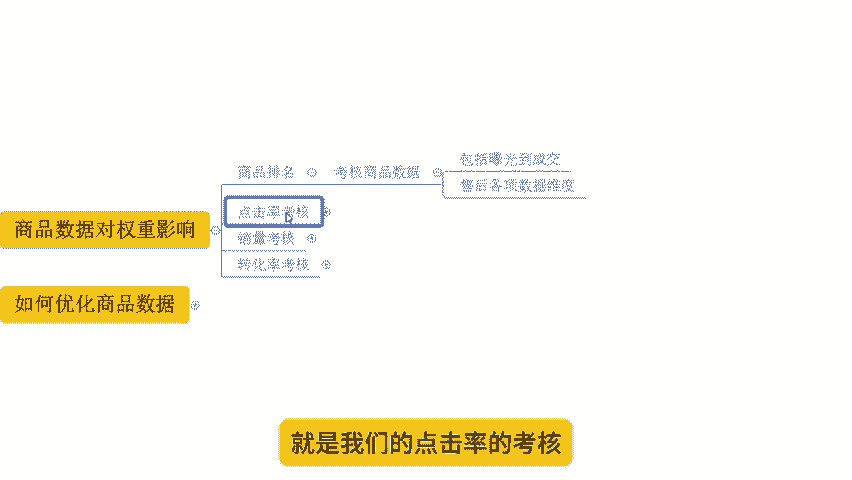 商品数据对权重影响
商品排名
考核商品数据
包括曝光到成交
售后各项数据维度
点击率考核
销量考核
转化率考核
如何优化商品数据
就是我们的点击率的考核